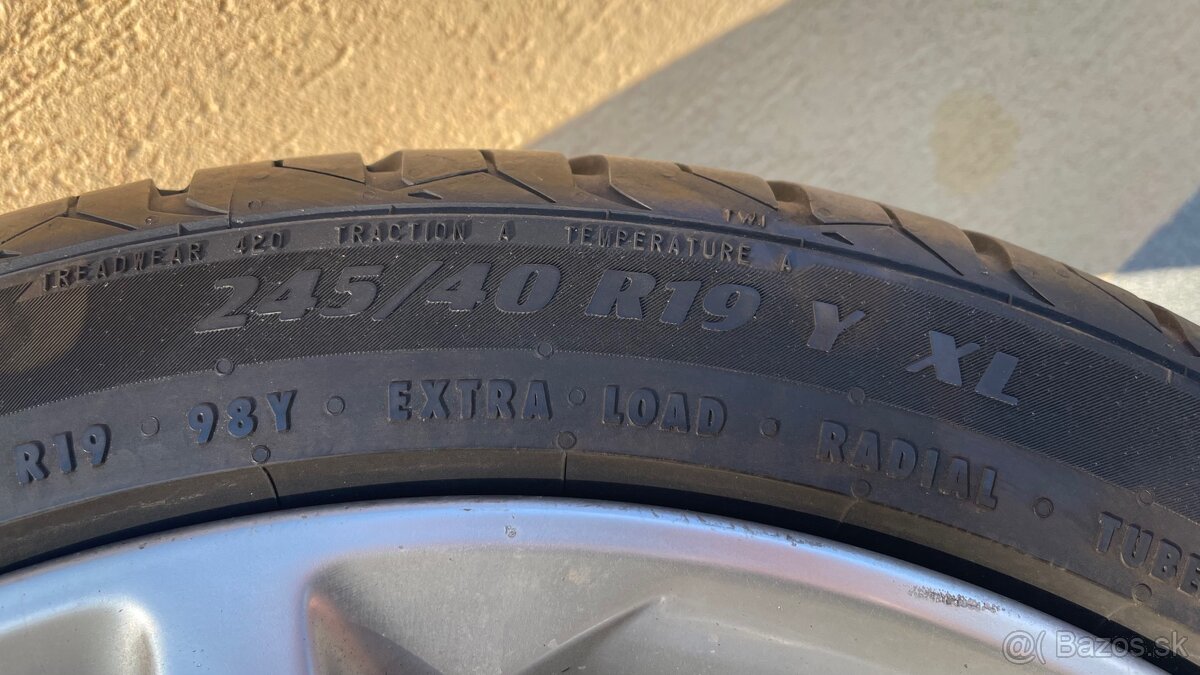 TREADWEAR 420 TRACTION A TEMPERATURE A
TWI
245/40 R19 Y XL
R19 98Y EXTRA LOAD RADIAL TUBE
@( Bazos.sk